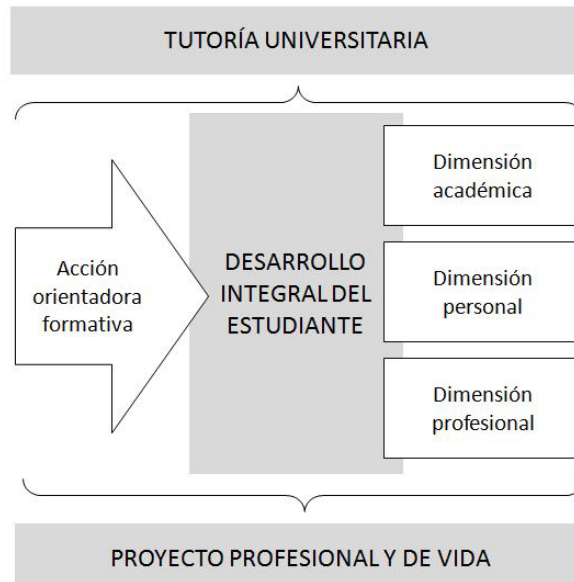 TUTORÍA UNIVERSITARIA
Acción
orientadora
formativa
DESARROLLO
INTEGRAL DEL
ESTUDIANTE
Dimensión
académica
Dimensión
personal
Dimensión
profesional
PROYECTO PROFESIONAL Y DE VIDA